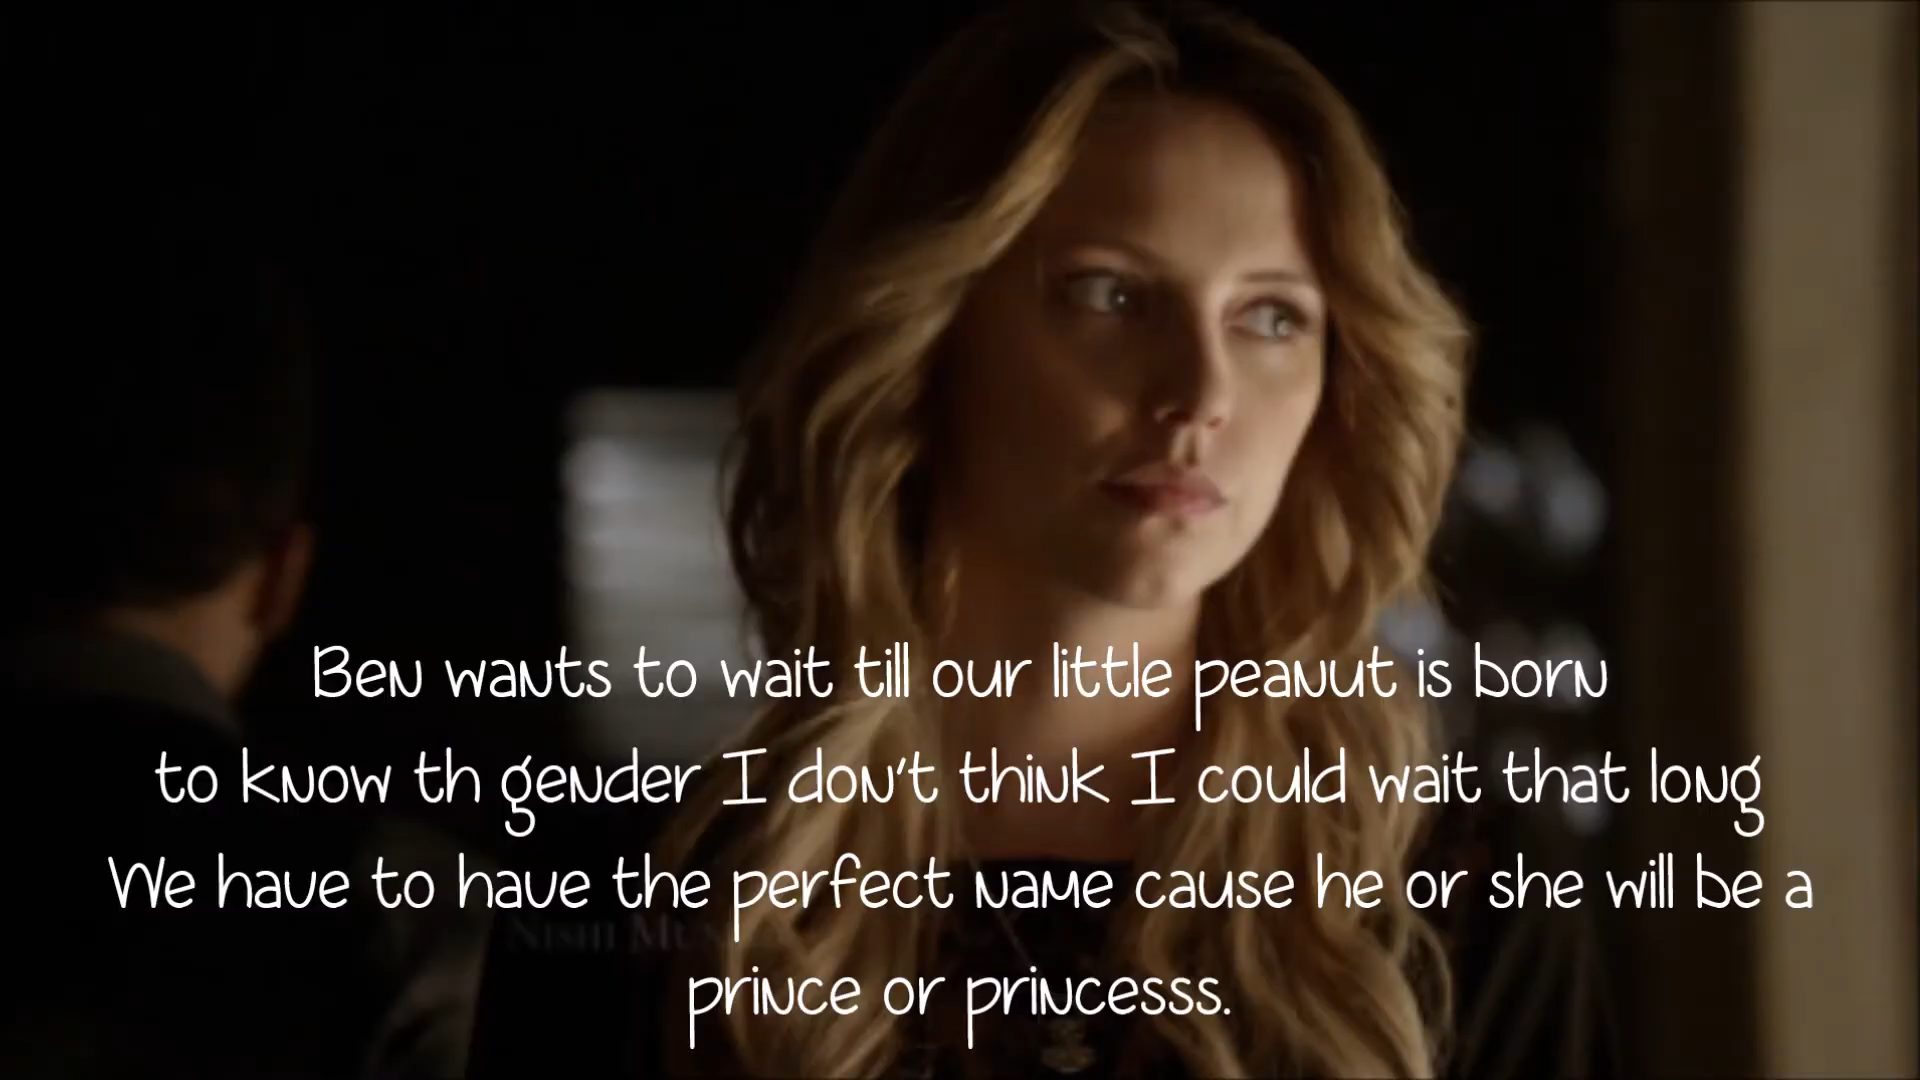 Ben wants to wait till our little peanut is born
to know th gender I don't think I could wait that long
We have to have the perfect name cause he or she will be a
prince or princesss.